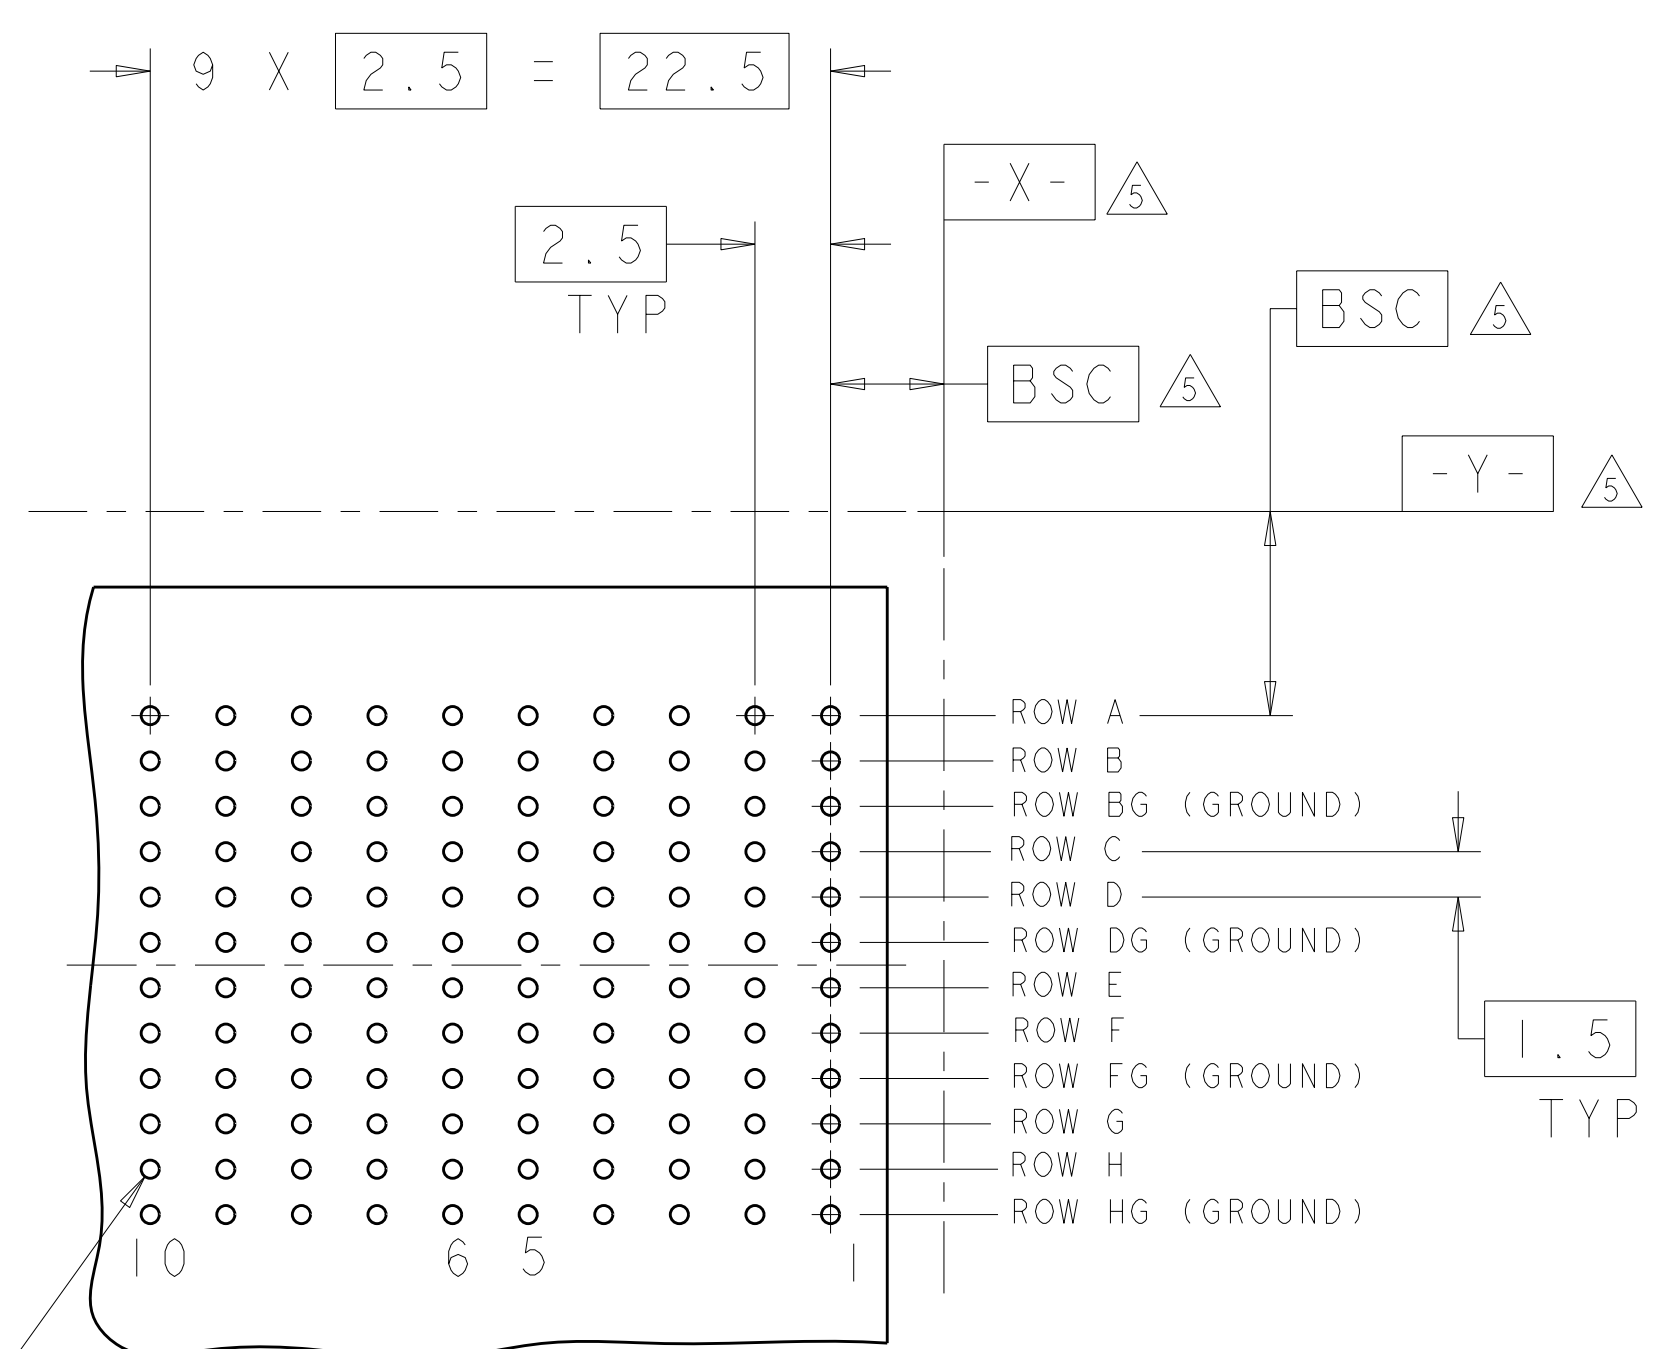 9 X 2.5 = 22.5
-X- 5
2.5
TYP
BSC 5
BSC 5
-Y- 5
ROW A
ROW B
ROW BG (GROUND)
ROW C
ROW D
ROW DG (GROUND)
ROW E
ROW F
1.5
ROW FG (GROUND)
TYP
ROW G
ROW H
ROW HG (GROUND)
10 6 5 1